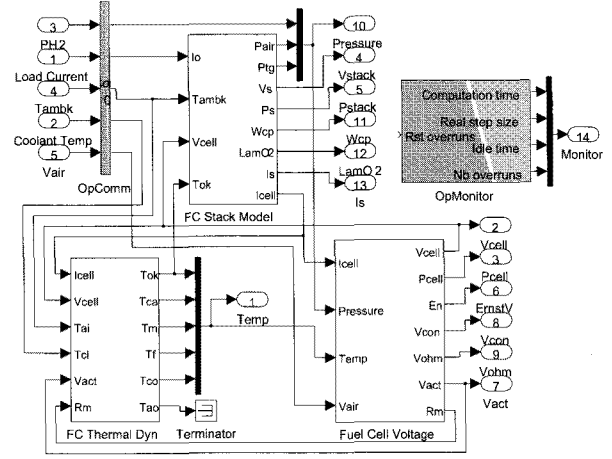 3
PH2
1
Load Current
4
Tambk
2
Coolant Temp
5
Vair
OpComm
Io
Tambk
Vcell
Tok
Pair
Ptg
Vs
Ps
Wcp
LamO2
Is
Icell
FC Stack Model
10
Pressure
4
Vstack
5
Pstack
11
Wcp
12
LamO 2
13
Is
Computation time
Real step size
Rst overruns
Idle time
Nb overruns
OpMonitor
14
Monitor
Icell
Vcell
Tai
Tcl
Vact
Rm
Tok
Tca
Tm
Tf
Tco
Tao
FC Thermal Dyn
1
Temp
Terminator
Icell
Pressure
Temp
Vair
Vcell
Pcell
En
Vcon
Vohm
Vact
Rm
Fuel Cell Voltage
2
Vcell
3
Pcell
6
ErnstV
8
Vcon
9
Vohm
7
Vact